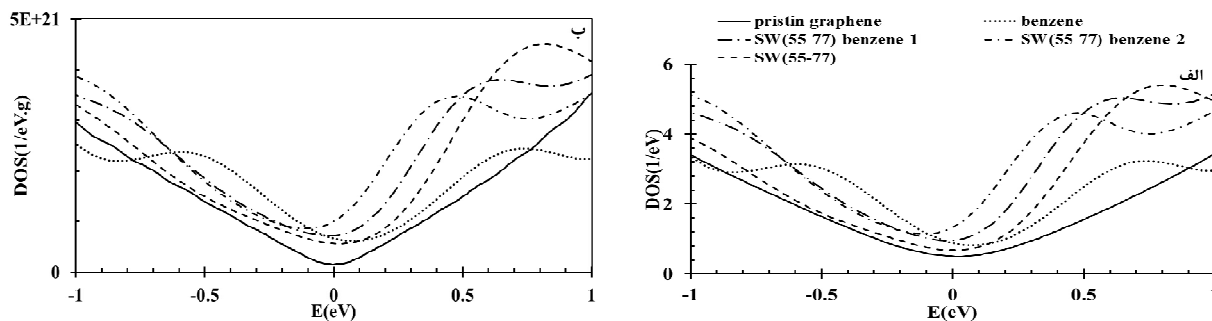 5E+21
ب
DOS(1/eV.g)
0
-1 -0.5 0 0.5 1
E(eV)
pristin graphene
benzene
SW(55-77) benzene 1
SW(55-77) benzene 2
SW(55-77)
6
الف
4
DOS(1/eV)
2
0
-1 -0.5 0 0.5 1
E(eV)